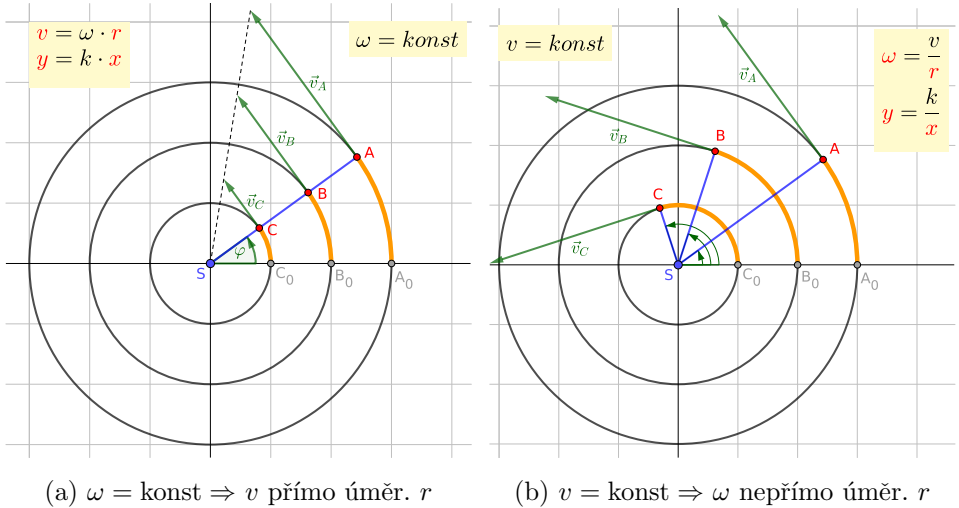 v = ω · r
y = k · x
ω = konst
v⃗_A
v⃗_B
v⃗_C
A
B
C
φ
S
C₀
B₀
A₀
v = konst
ω = v/r
y = k/x
v⃗_A
v⃗_B
v⃗_C
B
A
C
S
C₀
B₀
A₀
(a) ω = konst ⇒ v přímo úměr. r
(b) v = konst ⇒ ω nepřímo úměr. r